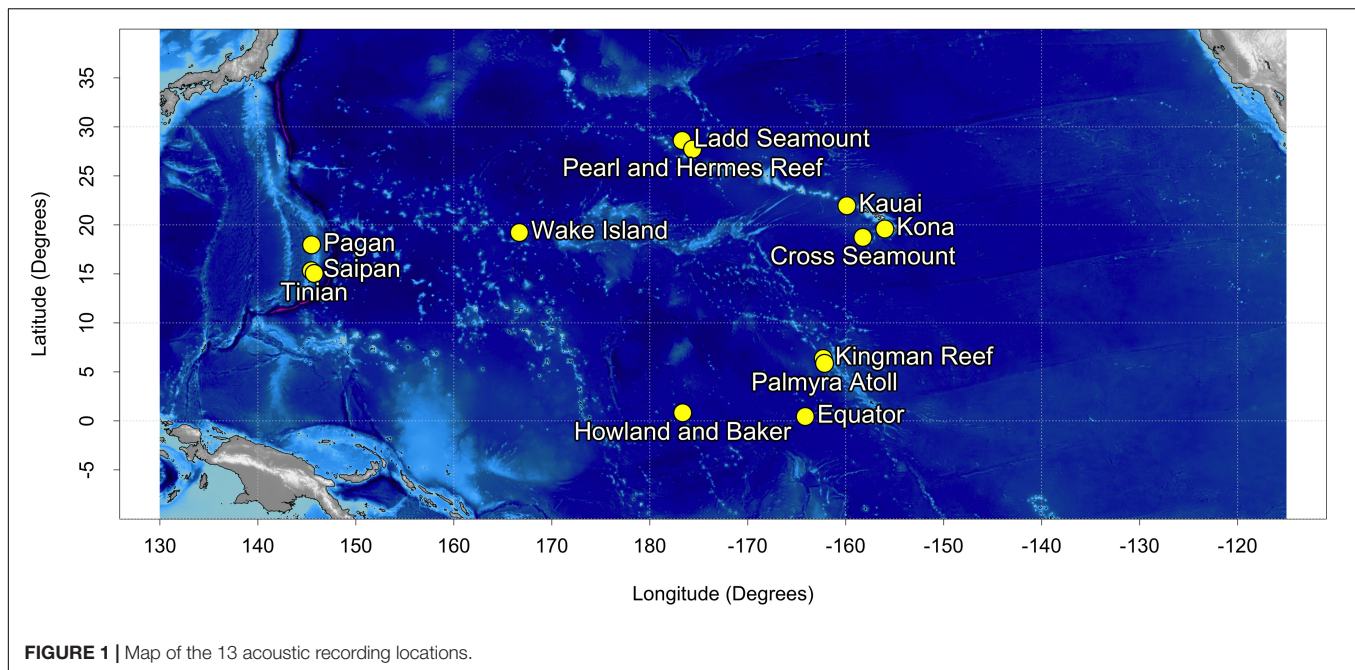 35
30
25
20
15
10
5
0
-5
Latitude (Degrees)
Ladd Seamount
Pearl and Hermes Reef
Kauai
Kona
Cross Seamount
Wake Island
Pagan
Saipan
Tinian
Kingman Reef
Palmyra Atoll
Equator
Howland and Baker
130 140 150 160 170 180 -170 -160 -150 -140 -130 -120
Longitude (Degrees)
FIGURE 1 | Map of the 13 acoustic recording locations.